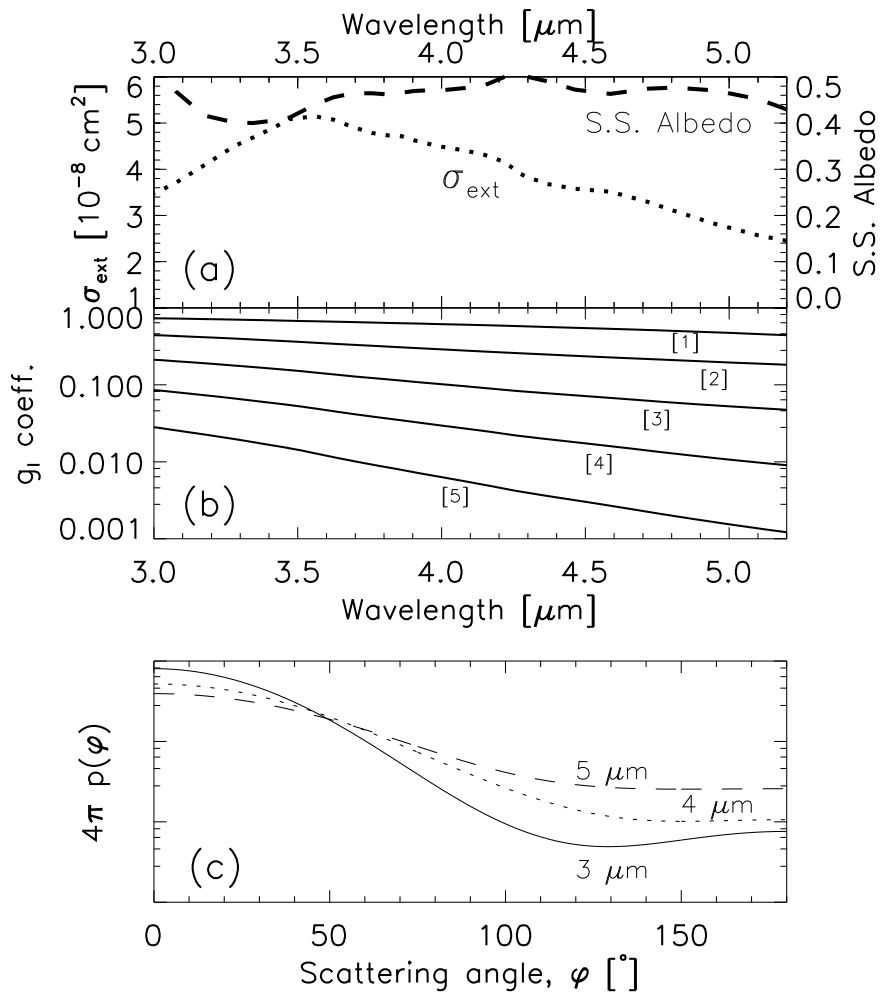 Wavelength [μm]
3.0 3.5 4.0 4.5 5.0
6 0.5
5 0.4
S.S. Albedo
4 0.3
σext
3 0.2
2 0.1
1 0.0
σext [10−8 cm2]
S.S. Albedo
(a)
1.000
[1]
[2]
0.100
[3]
0.010
[4]
[5]
0.001
gl coeff.
(b)
3.0 3.5 4.0 4.5 5.0
Wavelength [μm]
4π p(φ)
5 μm
4 μm
3 μm
(c)
0 50 100 150
Scattering angle, φ [°]